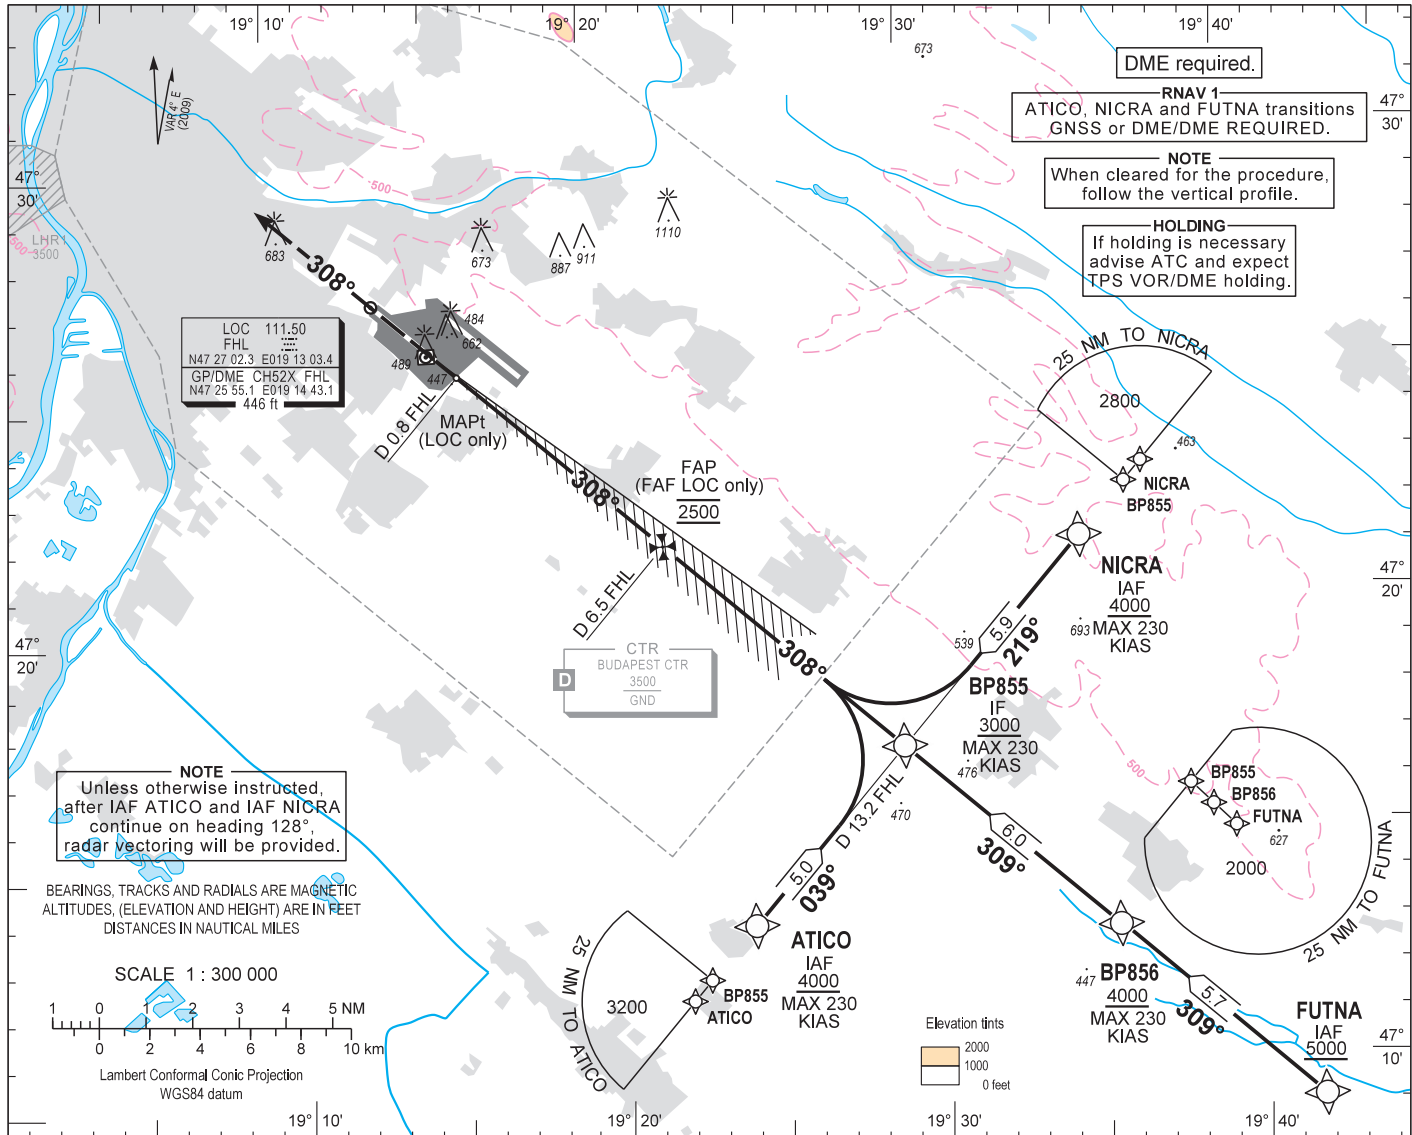 19° 10'
19° 20'
19° 30'
19° 40'
673
DME required.
RNAV 1
ATICO, NICRA and FUTNA transitions
GNSS or DME/DME REQUIRED.
47°
30'
VAR 4° E
(2009)
NOTE
When cleared for the procedure,
follow the vertical profile.
47°
30'
500
HOLDING
If holding is necessary
advise ATC and expect
TPS VOR/DME holding.
LHR1
3500
500
683
673
887
911
1110
308°
LOC 111.50
FHL
N47 27 02.3 E019 13 03.4
GP/DME CH52X FHL
N47 25 55.1 E019 14 43.1
446 ft
484
662
489
447
25 NM TO NICRA
2800
463
NICRA
BP855
D 0.8 FHL
MAPt
(LOC only)
308°
FAP
(FAF LOC only)
2500
D 6.5 FHL
NICRA
IAF
4000
MAX 230
KIAS
693
47°
20'
47°
20'
539
5.9
219°
308°
CTR
BUDAPEST CTR
3500
GND
D
BP855
IF
3000
MAX 230
KIAS
476
470
D 13.2 FHL
500
BP855
BP856
FUTNA
627
2000
25 NM TO FUTNA
NOTE
Unless otherwise instructed,
after IAF ATICO and IAF NICRA
continue on heading 128°,
radar vectoring will be provided.
BEARINGS, TRACKS AND RADIALS ARE MAGNETIC
ALTITUDES, (ELEVATION AND HEIGHT) ARE IN FEET
DISTANCES IN NAUTICAL MILES
6.0
309°
5.0
039°
ATICO
IAF
4000
MAX 230
KIAS
25 NM TO ATICO
3200
BP855
ATICO
447
BP856
4000
MAX 230
KIAS
5.7
309°
FUTNA
IAF
5000
47°
10'
SCALE 1 : 300 000
1 0 1 2 3 4 5 NM
0 2 4 6 8 10 km
Lambert Conformal Conic Projection
WGS84 datum
Elevation tints
2000
1000
0 feet
19° 10'
19° 20'
19° 30'
19° 40'